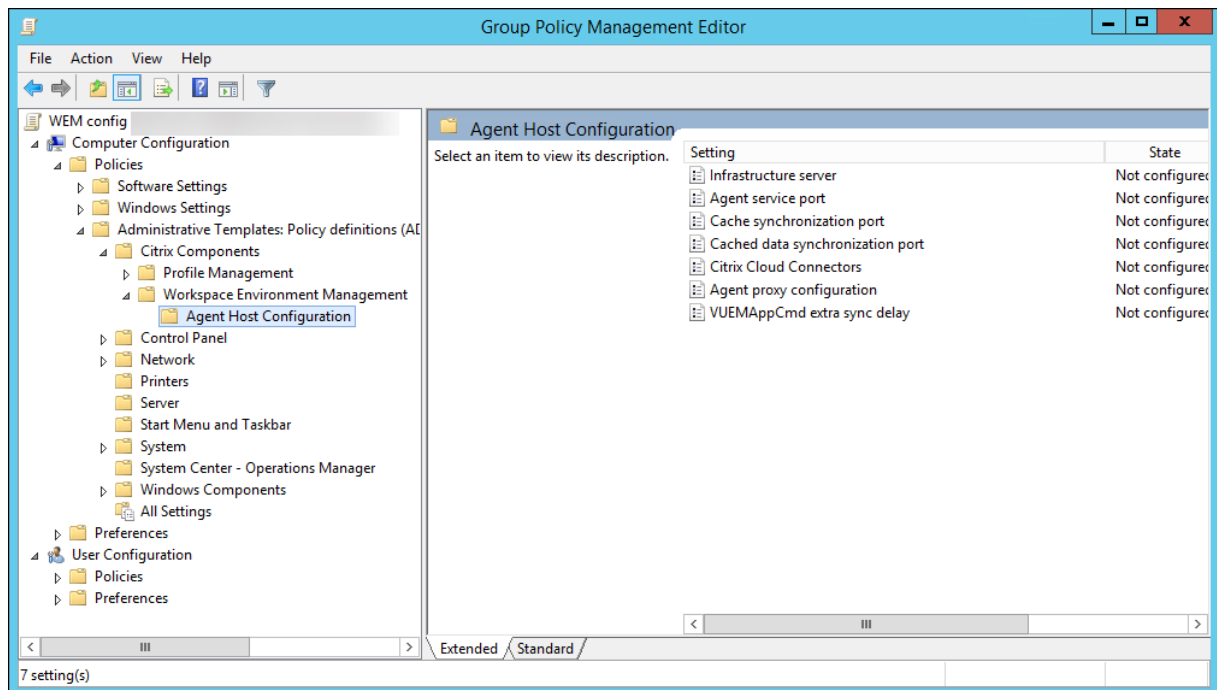 Group Policy Management Editor
File Action View Help
WEM config
Computer Configuration
Policies
Software Settings
Windows Settings
Administrative Templates: Policy definitions (AD
Citrix Components
Profile Management
Workspace Environment Management
Agent Host Configuration
Control Panel
Network
Printers
Server
Start Menu and Taskbar
System
System Center - Operations Manager
Windows Components
All Settings
Preferences
User Configuration
Policies
Preferences
Agent Host Configuration
Select an item to view its description.
Setting State
Infrastructure server Not configured
Agent service port Not configured
Cache synchronization port Not configured
Cached data synchronization port Not configured
Citrix Cloud Connectors Not configured
Agent proxy configuration Not configured
VUEMAppCmd extra sync delay Not configured
Extended Standard
7 setting(s)